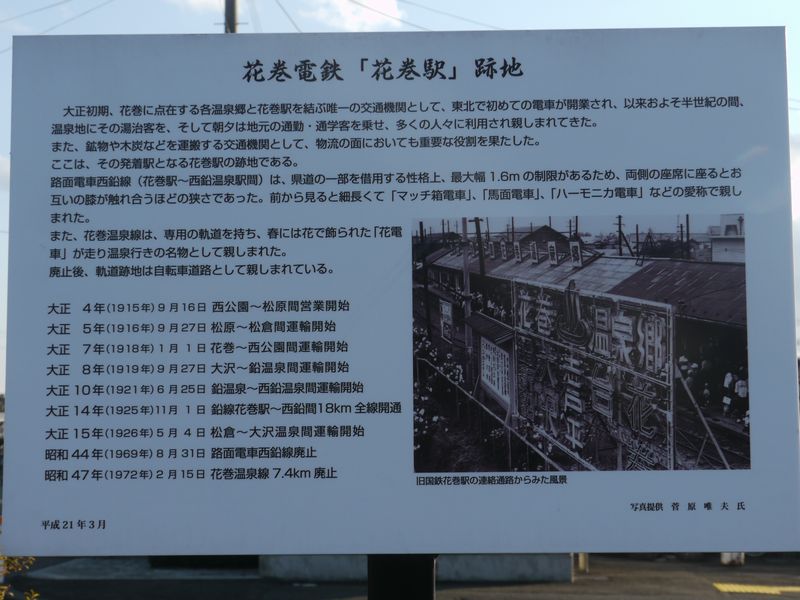 花巻電鉄「花巻駅」跡地
大正初期、花巻に点在する各温泉郷と花巻駅を結ぶ唯一の交通機関として、東北で初めての電車が開業され、以来およそ半世紀の間、
温泉地にその湯治客を、そして朝夕は地元の通勤・通学客を乗せ、多くの人々に利用され親しまれてきた。
また、鉱物や木炭などを運搬する交通機関として、物流の面においても重要な役割を果たした。
ここは、その発着駅となる花巻駅の跡地である。
路面電車西鉛線（花巻駅〜西鉛温泉駅間）は、県道の一部を借用する性格上、最大幅1.6mの制限があるため、両側の座席に座るとお
互いの膝が触れ合うほどの狭さであった。前から見ると細長くて「マッチ箱電車」、「馬面電車」、「ハーモニカ電車」などの愛称で親し
まれた。
また、花巻温泉線は、専用の軌道を持ち、春には花で飾られた「花電
車」が走り温泉行きの名物として親しまれた。
廃止後、軌道跡地は自転車道路として親しまれている。
大正 4年(1915年)9月16日 西公園〜松原間営業開始
大正 5年(1916年)9月27日 松原〜松倉間運輸開始
大正 7年(1918年)1月 1日 花巻〜西公園間運輸開始
大正 8年(1919年)9月27日 大沢〜鉛温泉間運輸開始
大正10年(1921年)6月25日 鉛温泉〜西鉛温泉間運輸開始
大正14年(1925年)11月 1日 鉛線花巻駅〜西鉛間18km全線開通
大正15年(1926年)5月 4日 松倉〜大沢温泉間運輸開始
昭和44年(1969年)8月31日 路面電車西鉛線廃止
昭和47年(1972年)2月15日 花巻温泉線7.4km廃止
花巻 温泉郷
旧国鉄花巻駅の連絡通路からみた風景
写真提供 菅原唯夫氏
平成21年3月